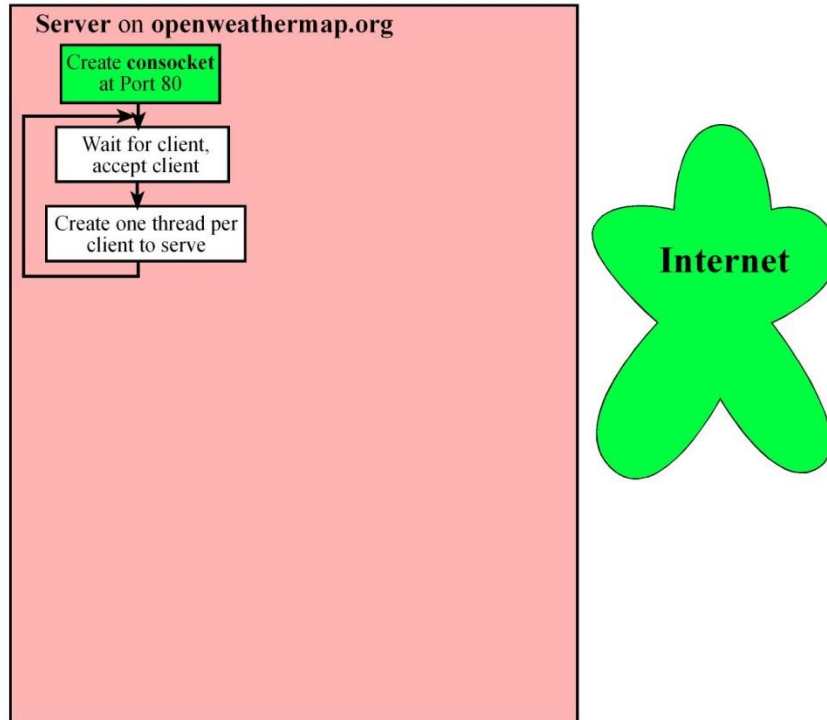 Server on openweathermap.org
Create consocket
at Port 80
Wait for client,
accept client
Create one thread per
client to serve
Internet